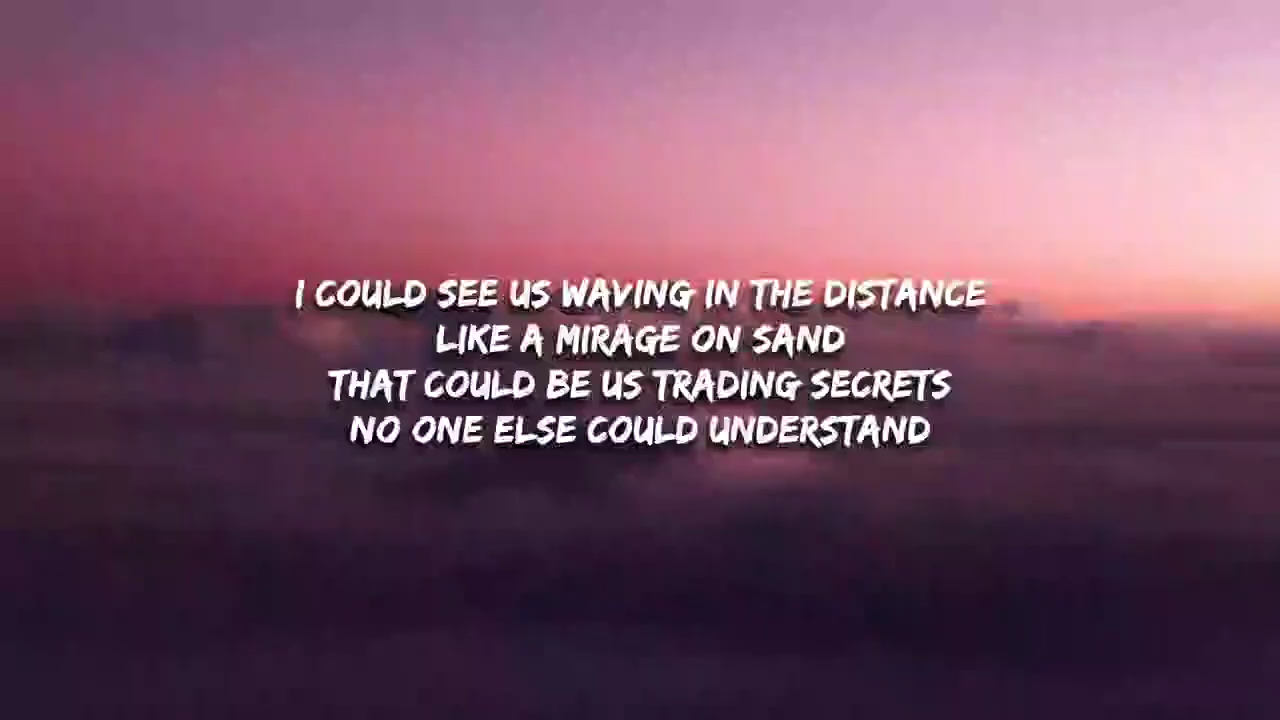 I COULD SEE US WAVING IN THE DISTANCE
LIKE A MIRAGE ON SAND
THAT COULD BE US TRADING SECRETS
NO ONE ELSE COULD UNDERSTAND